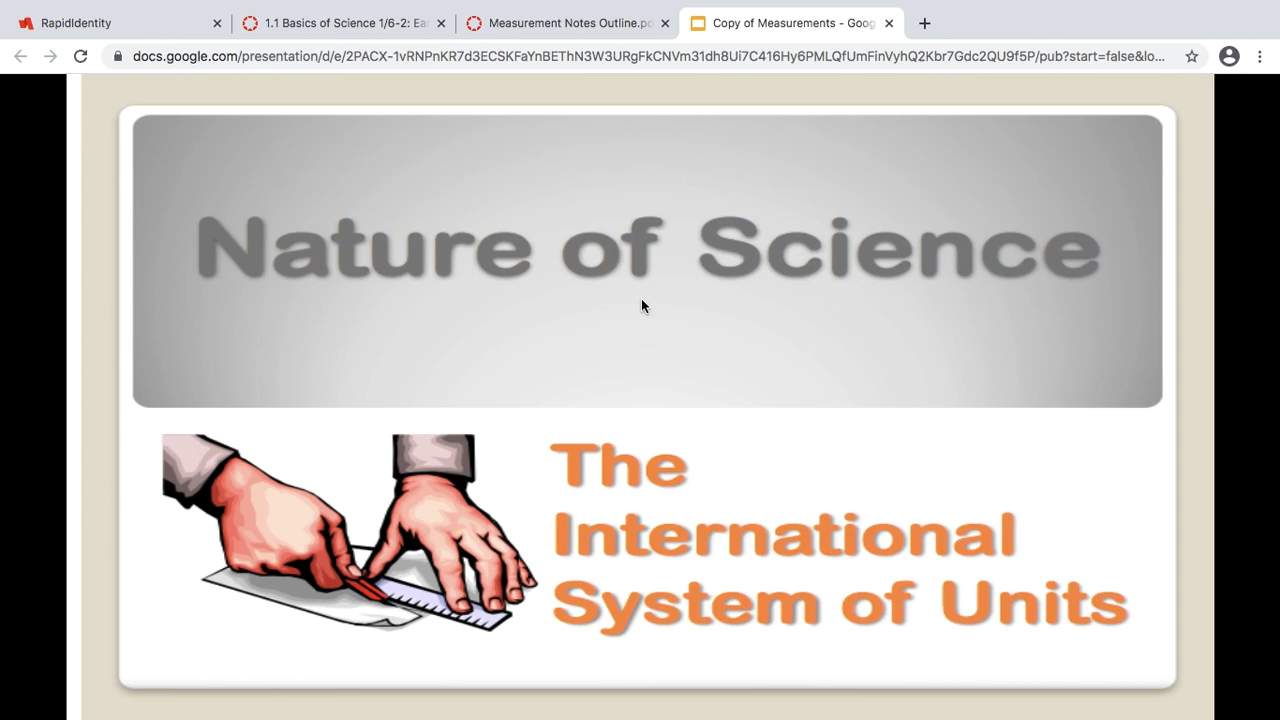 RapidIdentity
1.1 Basics of Science 1/6-2: Ea
Measurement Notes Outline.pd
Copy of Measurements - Goog
docs.google.com/presentation/d/e/2PACX-1vRNPnKR7d3ECSKFaYnBEThN3W3URgFkCNVm31dh8Ui7C416Hy6PMLQfUmFinVyhQ2Kbr7Gdc2QU9f5P/pub?start=false&lo...
Nature of Science
The
International
System of Units